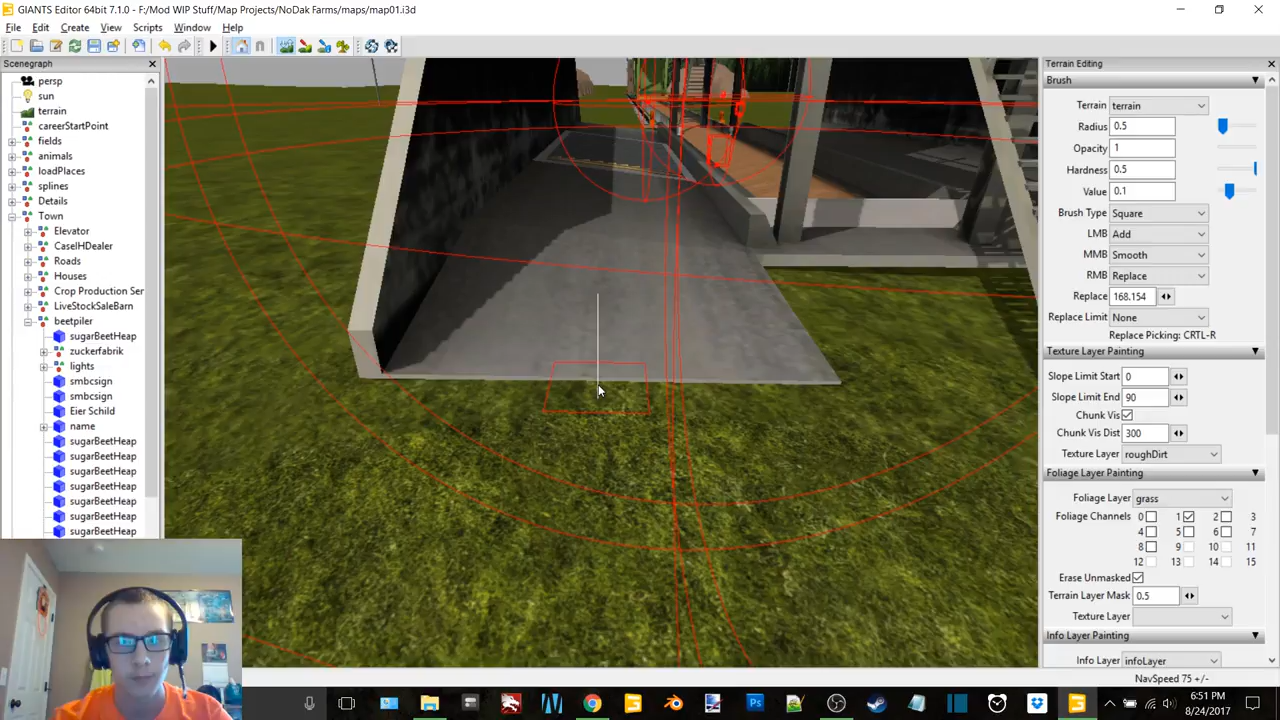 GIANTS Editor 64bit 7.1.0 - F:/Mod WIP Stuff/Map Projects/NoDak Farms/maps/map01.i3d
File Edit Create View Scripts Window Help
Scenegraph
persp
sun
terrain
careerStartPoint
fields
animals
loadPlaces
splines
Details
Town
Elevator
CaseIHDealer
Roads
Houses
Crop Production Ser
LiveStockSaleBarn
beetpiler
sugarBeetHeap
zuckerfabrik
lights
smbcsign
smbcsign
Eier Schild
name
sugarBeetHeap
sugarBeetHeap
sugarBeetHeap
sugarBeetHeap
sugarBeetHeap
sugarBeetHeap
sugarBeetHeap
Terrain Editing
Brush
Terrain terrain
Radius 0.5
Opacity 1
Hardness 0.5
Value 0.1
Brush Type Square
LMB Add
MMB Smooth
RMB Replace
Replace 168.154
Replace Limit None
Replace Picking: CRTL-R
Texture Layer Painting
Slope Limit Start 0
Slope Limit End 90
Chunk Vis
Chunk Vis Dist 300
Texture Layer roughDirt
Foliage Layer Painting
Foliage Layer grass
Foliage Channels 0 1 2 3
4 5 6 7
8 9 10 11
12 13 14 15
Erase Unmasked
Terrain Layer Mask 0.5
Texture Layer
Info Layer Painting
Info Layer infoLayer
NavSpeed 75 +/-
6:51 PM
8/24/2017